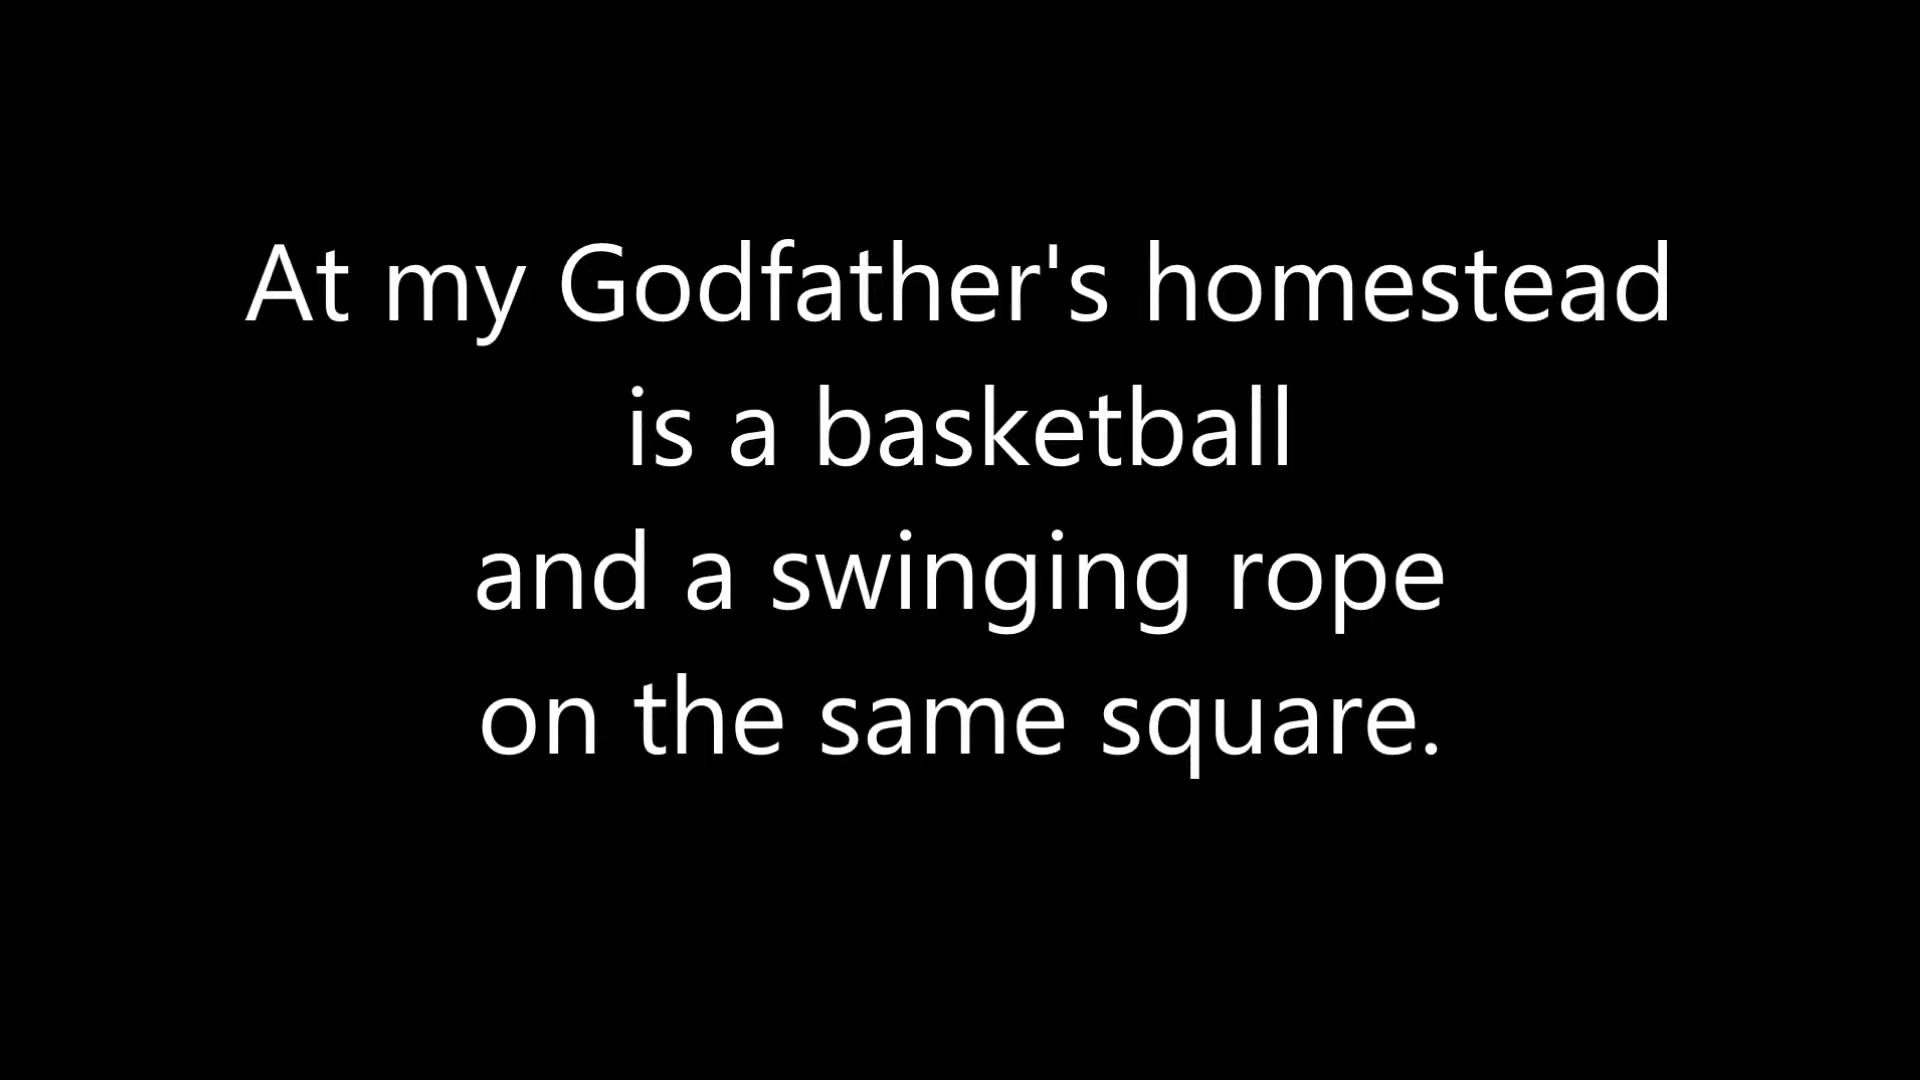 At my Godfather's homestead
is a basketball
and a swinging rope
on the same square.